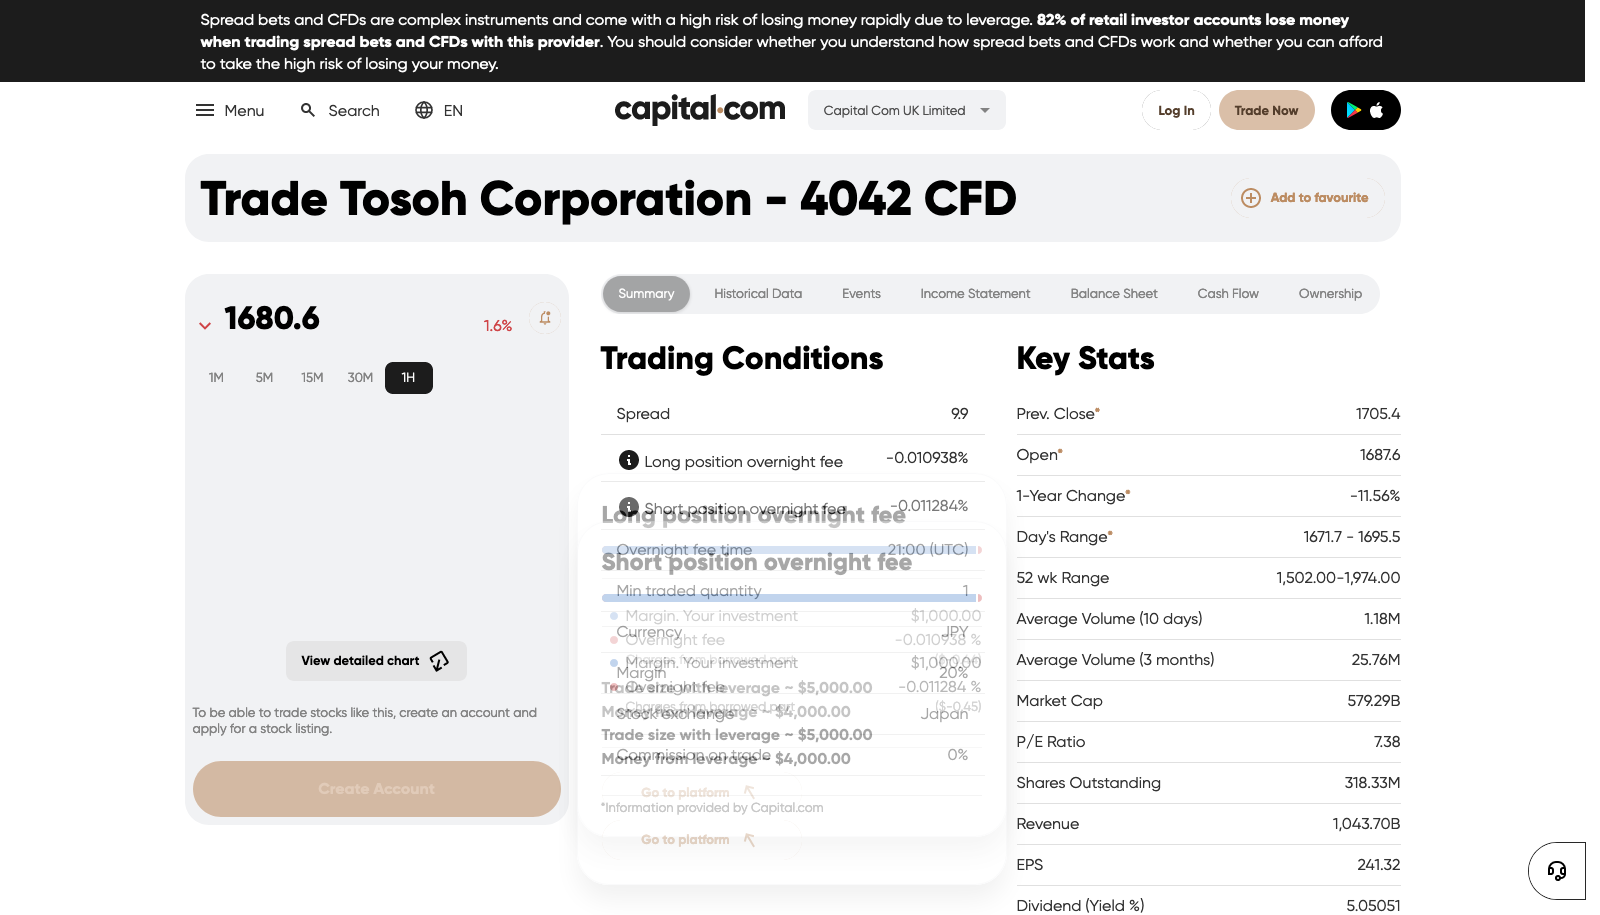 Spread bets and CFDs are complex instruments and come with a high risk of losing money rapidly due to leverage. 82% of retail investor accounts lose money
when trading spread bets and CFDs with this provider. You should consider whether you understand how spread bets and CFDs work and whether you can afford
to take the high risk of losing your money.
Menu
Search
EN
capital.com
Capital Com UK Limited
Log In
Trade Now
Trade Tosoh Corporation - 4042 CFD
Add to favourite
1680.6
1.6%
1M 5M 15M 30M 1H
View detailed chart
To be able to trade stocks like this, create an account and
apply for a stock listing.
Create Account
Summary Historical Data Events Income Statement Balance Sheet Cash Flow Ownership
Trading Conditions
Spread 9.9
Long position overnight fee -0.010938%
Short position overnight fee -0.011284%
Long position overnight fee
Overnight fee time 21:00 (UTC)
Short position overnight fee
Min traded quantity 1
Margin. Your investment $1,000.00
Currency JPY
Overnight fee -0.010938 %
Margin. Your investment $1,000.00
Margin 20%
Overnight fee -0.011284 %
Trade size with leverage ~ $5,000.00
Charges from borrowed part ($-0.45)
Money from leverage ~ $4,000.00
Stock exchange Japan
Trade size with leverage ~ $5,000.00
Commission on trade 0%
Money from leverage ~ $4,000.00
Go to platform
*Information provided by Capital.com
Go to platform
Key Stats
Prev. Close* 1705.4
Open* 1687.6
1-Year Change* -11.56%
Day's Range* 1671.7 - 1695.5
52 wk Range 1,502.00-1,974.00
Average Volume (10 days) 1.18M
Average Volume (3 months) 25.76M
Market Cap 579.29B
P/E Ratio 7.38
Shares Outstanding 318.33M
Revenue 1,043.70B
EPS 241.32
Dividend (Yield %) 5.05051